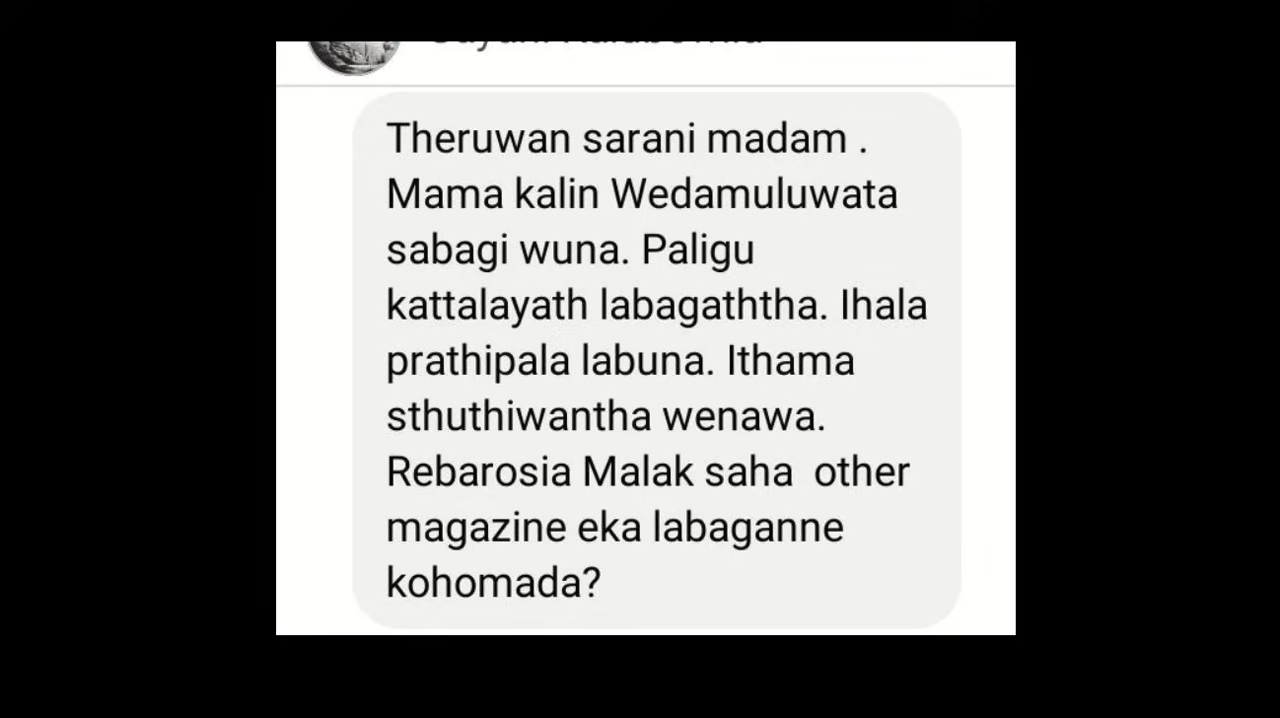 Theruwan sarani madam .
Mama kalin Wedamuluwata
sabagi wuna. Paligu
kattalayath labagaththa. Ihala
prathipala labuna. Ithama
sthuthiwantha wenawa.
Rebarosia Malak saha  other
magazine eka labaganne
kohomada?